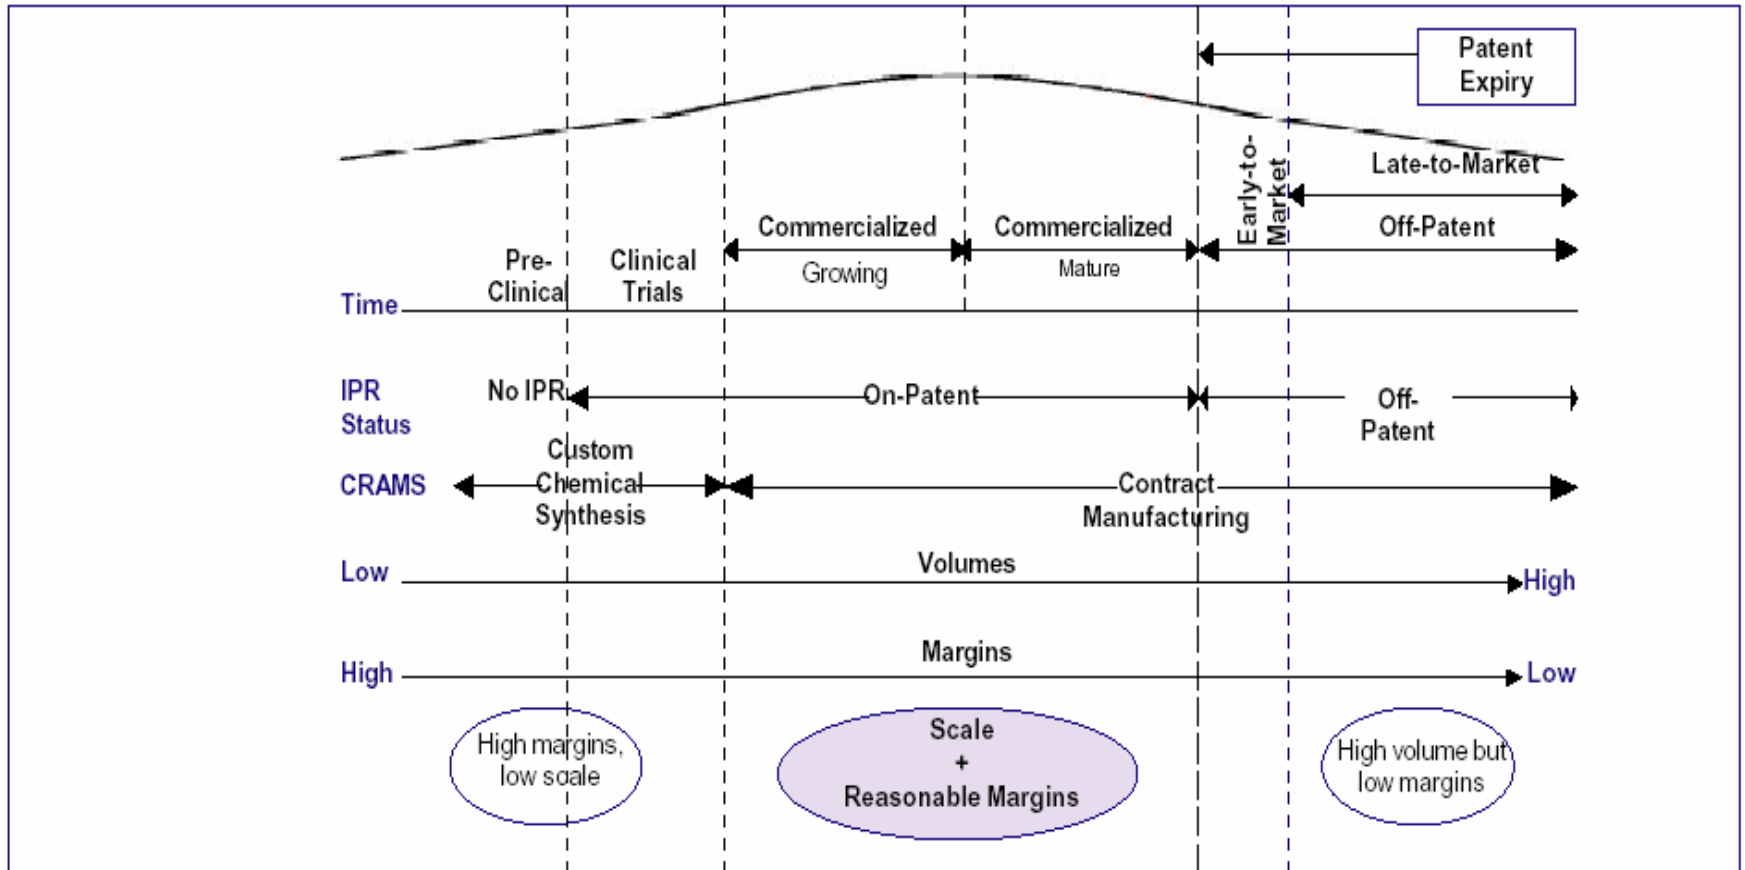 Patent
Expiry
Early-to-
Market
Late-to-Market
Commercialized
Growing
Commercialized
Mature
Off-Patent
Pre-
Clinical
Clinical
Trials
Time
IPR
Status
No IPR
On-Patent
Off-
Patent
CRAMS
Custom
Chemical
Synthesis
Contract
Manufacturing
Low
Volumes
High
High
Margins
Low
High margins,
low scale
Scale
+
Reasonable Margins
High volume but
low margins